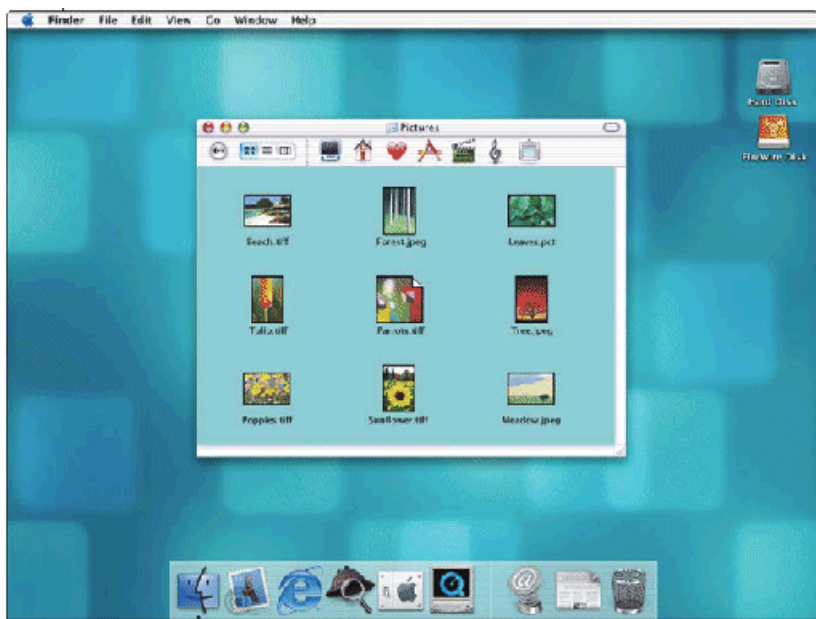 Finder File Edit View Go Window Help
Hard Disk
FireWire Disk
Pictures
Beach.tiff Forest.jpeg Leaves.pct
Tulip.tiff Parrots.tiff Tree.jpeg
Poppies.tiff Sunflower.tiff Meadow.jpeg